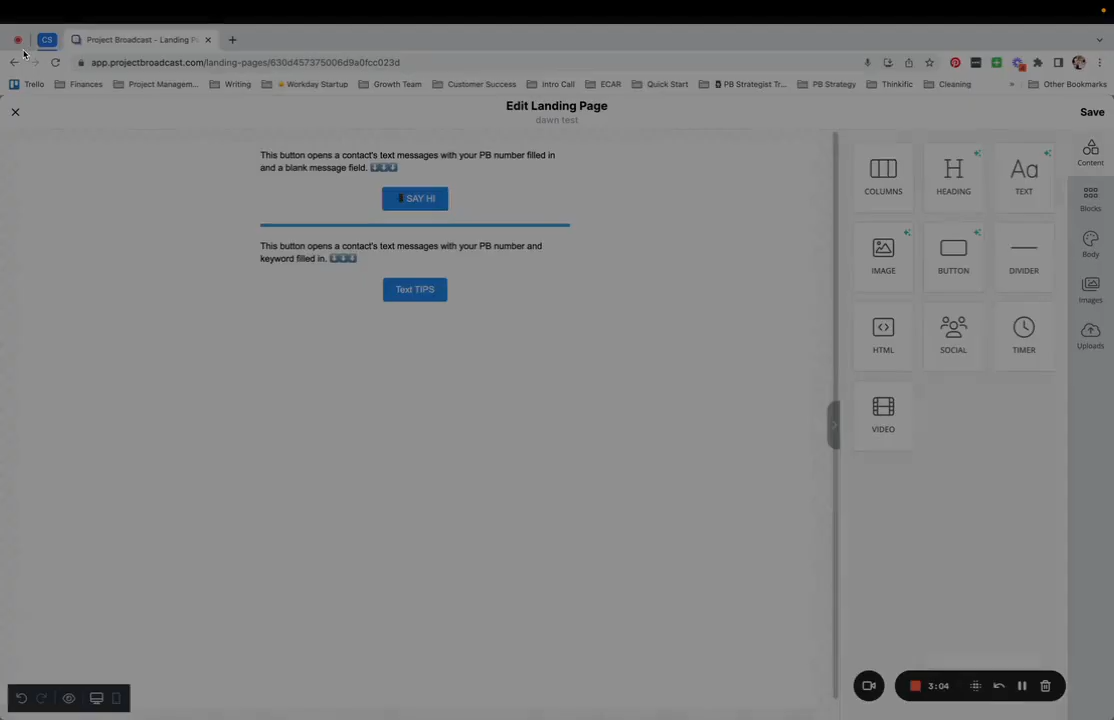 CS
Project Broadcast - Landing P
app.projectbroadcast.com/landing-pages/630d457375006d9a0fcc023d
Trello
Finances
Project Managem...
Writing
Workday Startup
Growth Team
Customer Success
Intro Call
ECAR
Quick Start
PB Strategist Tr...
PB Strategy
Thinkific
Cleaning
»
Other Bookmarks
Edit Landing Page
dawn test
Save
This button opens a contact's text messages with your PB number filled in
and a blank message field. ⬇️⬇️⬇️
SAY HI
This button opens a contact's text messages with your PB number and
keyword filled in. ⬇️⬇️⬇️
Text TIPS
COLUMNS
HEADING
TEXT
IMAGE
BUTTON
DIVIDER
HTML
SOCIAL
TIMER
VIDEO
Content
Blocks
Body
Images
Uploads
3:04